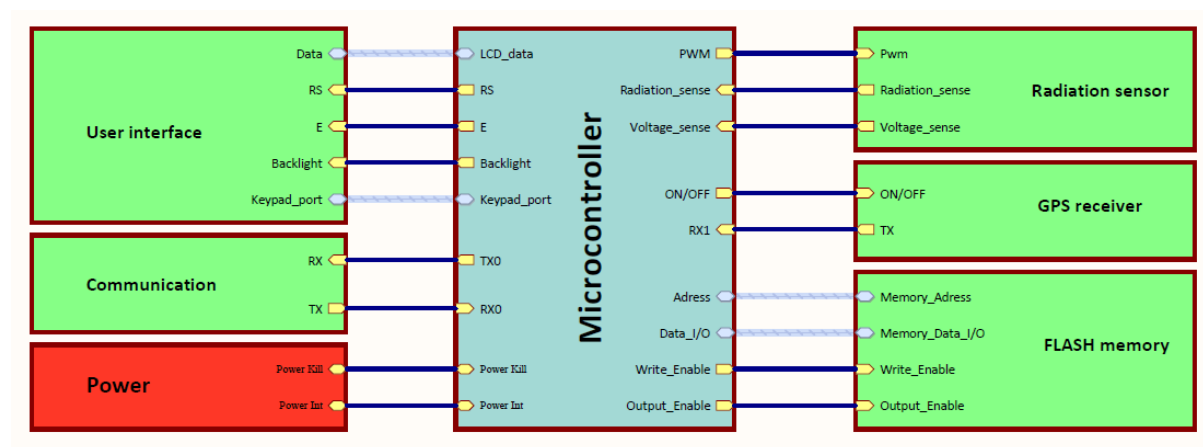 User interface
Data
RS
E
Backlight
Keypad_port
Communication
RX
TX
Power
Power Kill
Power Int
Microcontroller
LCD_data
RS
E
Backlight
Keypad_port
TX0
RX0
Power Kill
Power Int
PWM
Radiation_sense
Voltage_sense
ON/OFF
RX1
Adress
Data_I/O
Write_Enable
Output_Enable
Radiation sensor
Pwm
Radiation_sense
Voltage_sense
GPS receiver
ON/OFF
TX
FLASH memory
Memory_Adress
Memory_Data_I/O
Write_Enable
Output_Enable